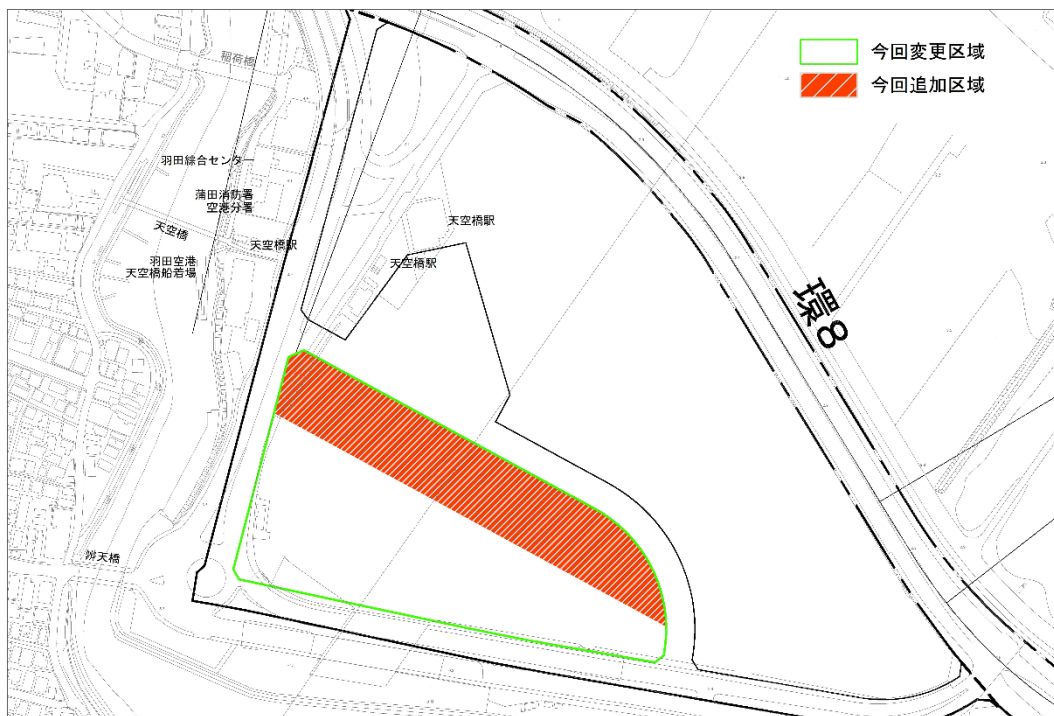 稲荷橋
今回変更区域
今回追加区域
羽田綜合センター
蒲田消防署
空港分署
天空橋
天空橋駅
天空橋駅
天空橋駅
羽田空港
天空橋船着場
環8
辨天橋